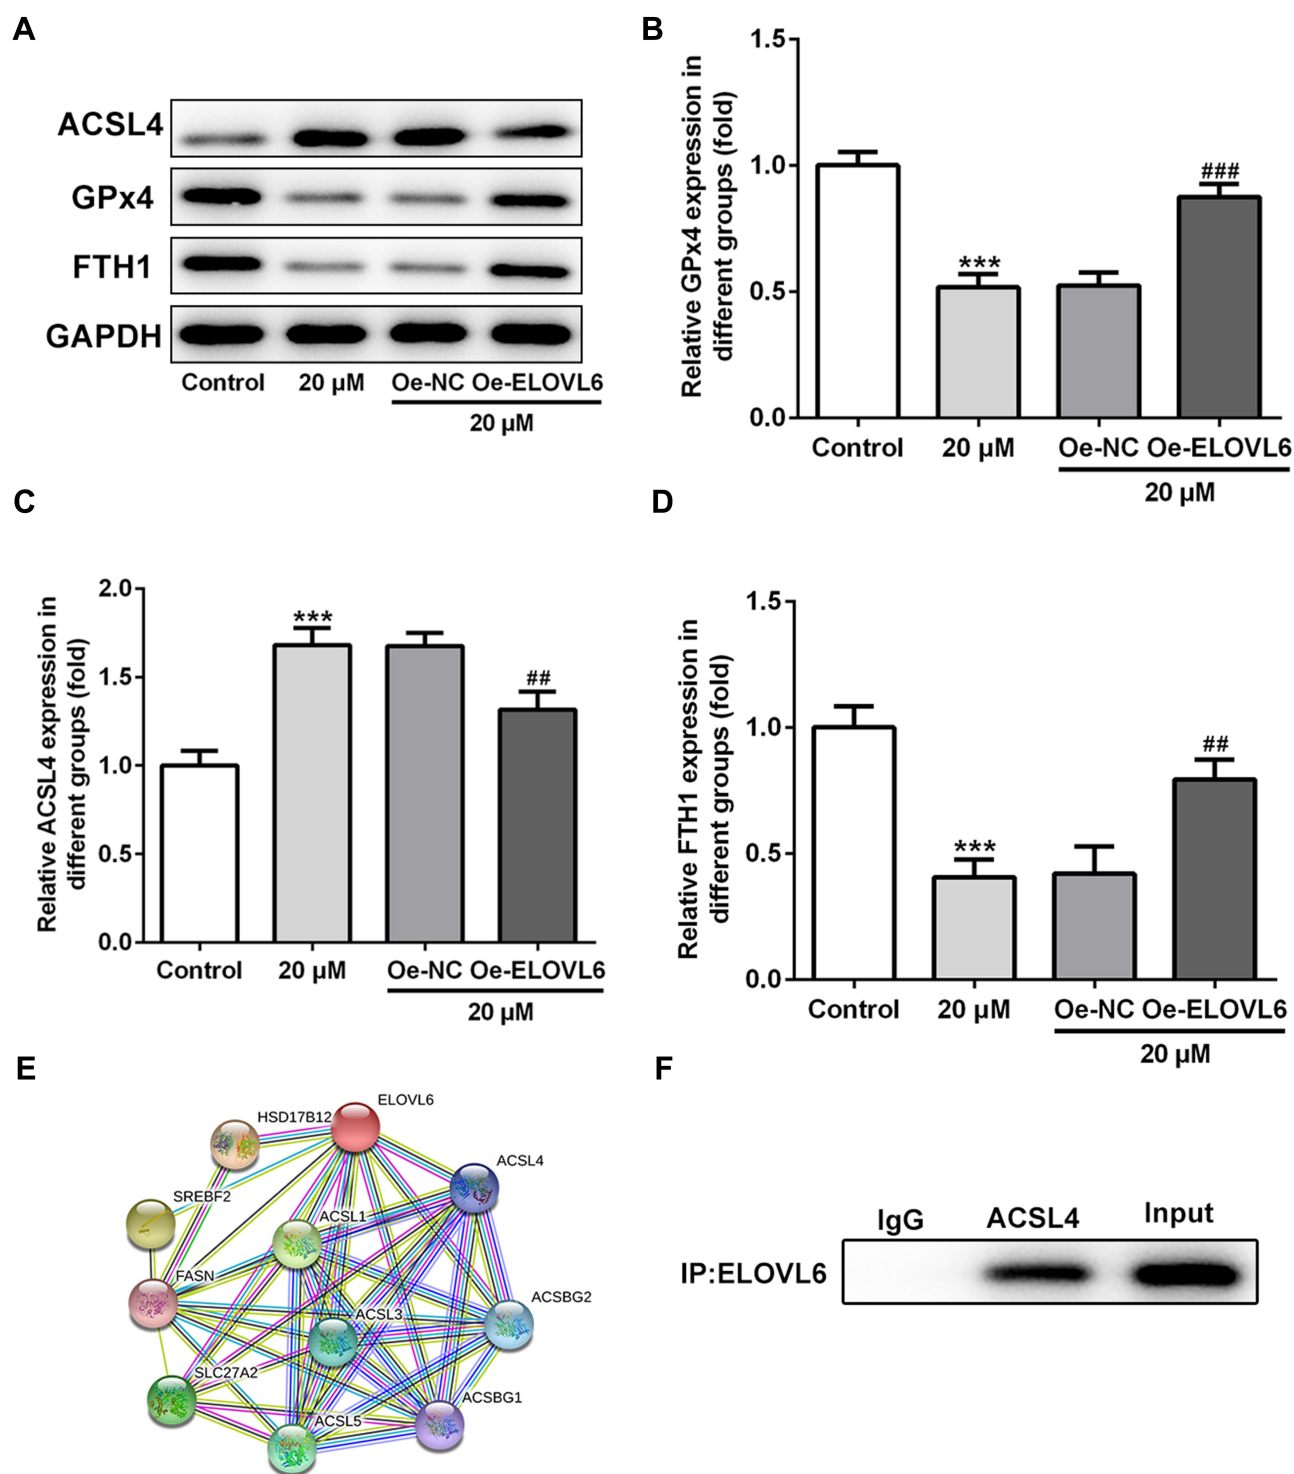 A
ACSL4
GPx4
FTH1
GAPDH
Control 20 µM Oe-NC Oe-ELOVL6
20 µM
B
Relative GPx4 expression in
different groups (fold)
1.5
1.0
0.5
0.0
***
###
Control 20 µM Oe-NC Oe-ELOVL6
20 µM
C
Relative ACSL4 expression in
different groups (fold)
2.0
1.5
1.0
0.5
0.0
***
##
Control 20 µM Oe-NC Oe-ELOVL6
20 µM
D
Relative FTH1 expression in
different groups (fold)
1.5
1.0
0.5
0.0
***
##
Control 20 µM Oe-NC Oe-ELOVL6
20 µM
E
ELOVL6
HSD17B12
ACSL4
SREBF2
ACSL1
FASN
ACSBG2
ACSL3
SLC27A2
ACSBG1
ACSL5
F
IgG ACSL4 Input
IP:ELOVL6